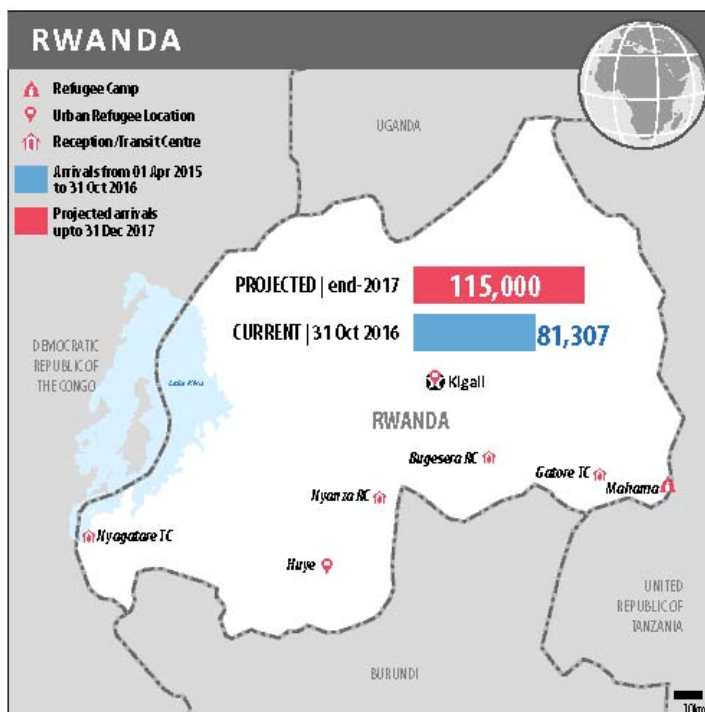 RWANDA
Refugee Camp
Urban Refugee Location
Reception/Transit Centre
Arrivals from 01 Apr 2015
to 31 Oct 2016
Projected arrivals
upto 31 Dec 2017
UGANDA
PROJECTED | end-2017
115,000
CURRENT | 31 Oct 2016
81,307
DEMOCRATIC
REPUBLIC OF
THE CONGO
Lake Kivu
Kigali
RWANDA
Bugesera RC
Gatore TC
Mahama
Nyanza RC
Nyagatare TC
Huye
UNITED
REPUBLIC OF
TANZANIA
BURUNDI
10km